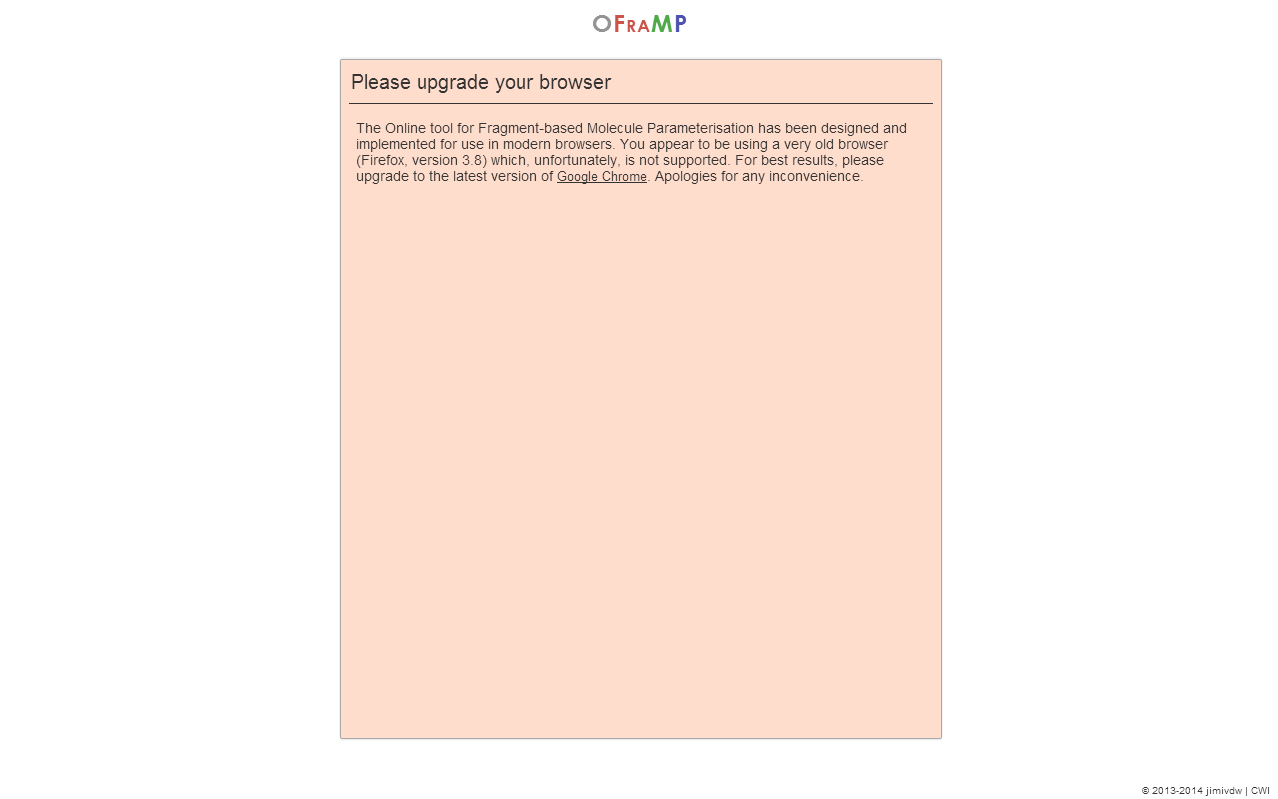 OFRAMP
Please upgrade your browser
The Online tool for Fragment-based Molecule Parameterisation has been designed and
implemented for use in modern browsers. You appear to be using a very old browser
(Firefox, version 3.8) which, unfortunately, is not supported. For best results, please
upgrade to the latest version of Google Chrome. Apologies for any inconvenience.
© 2013-2014 jimivdw | CWI